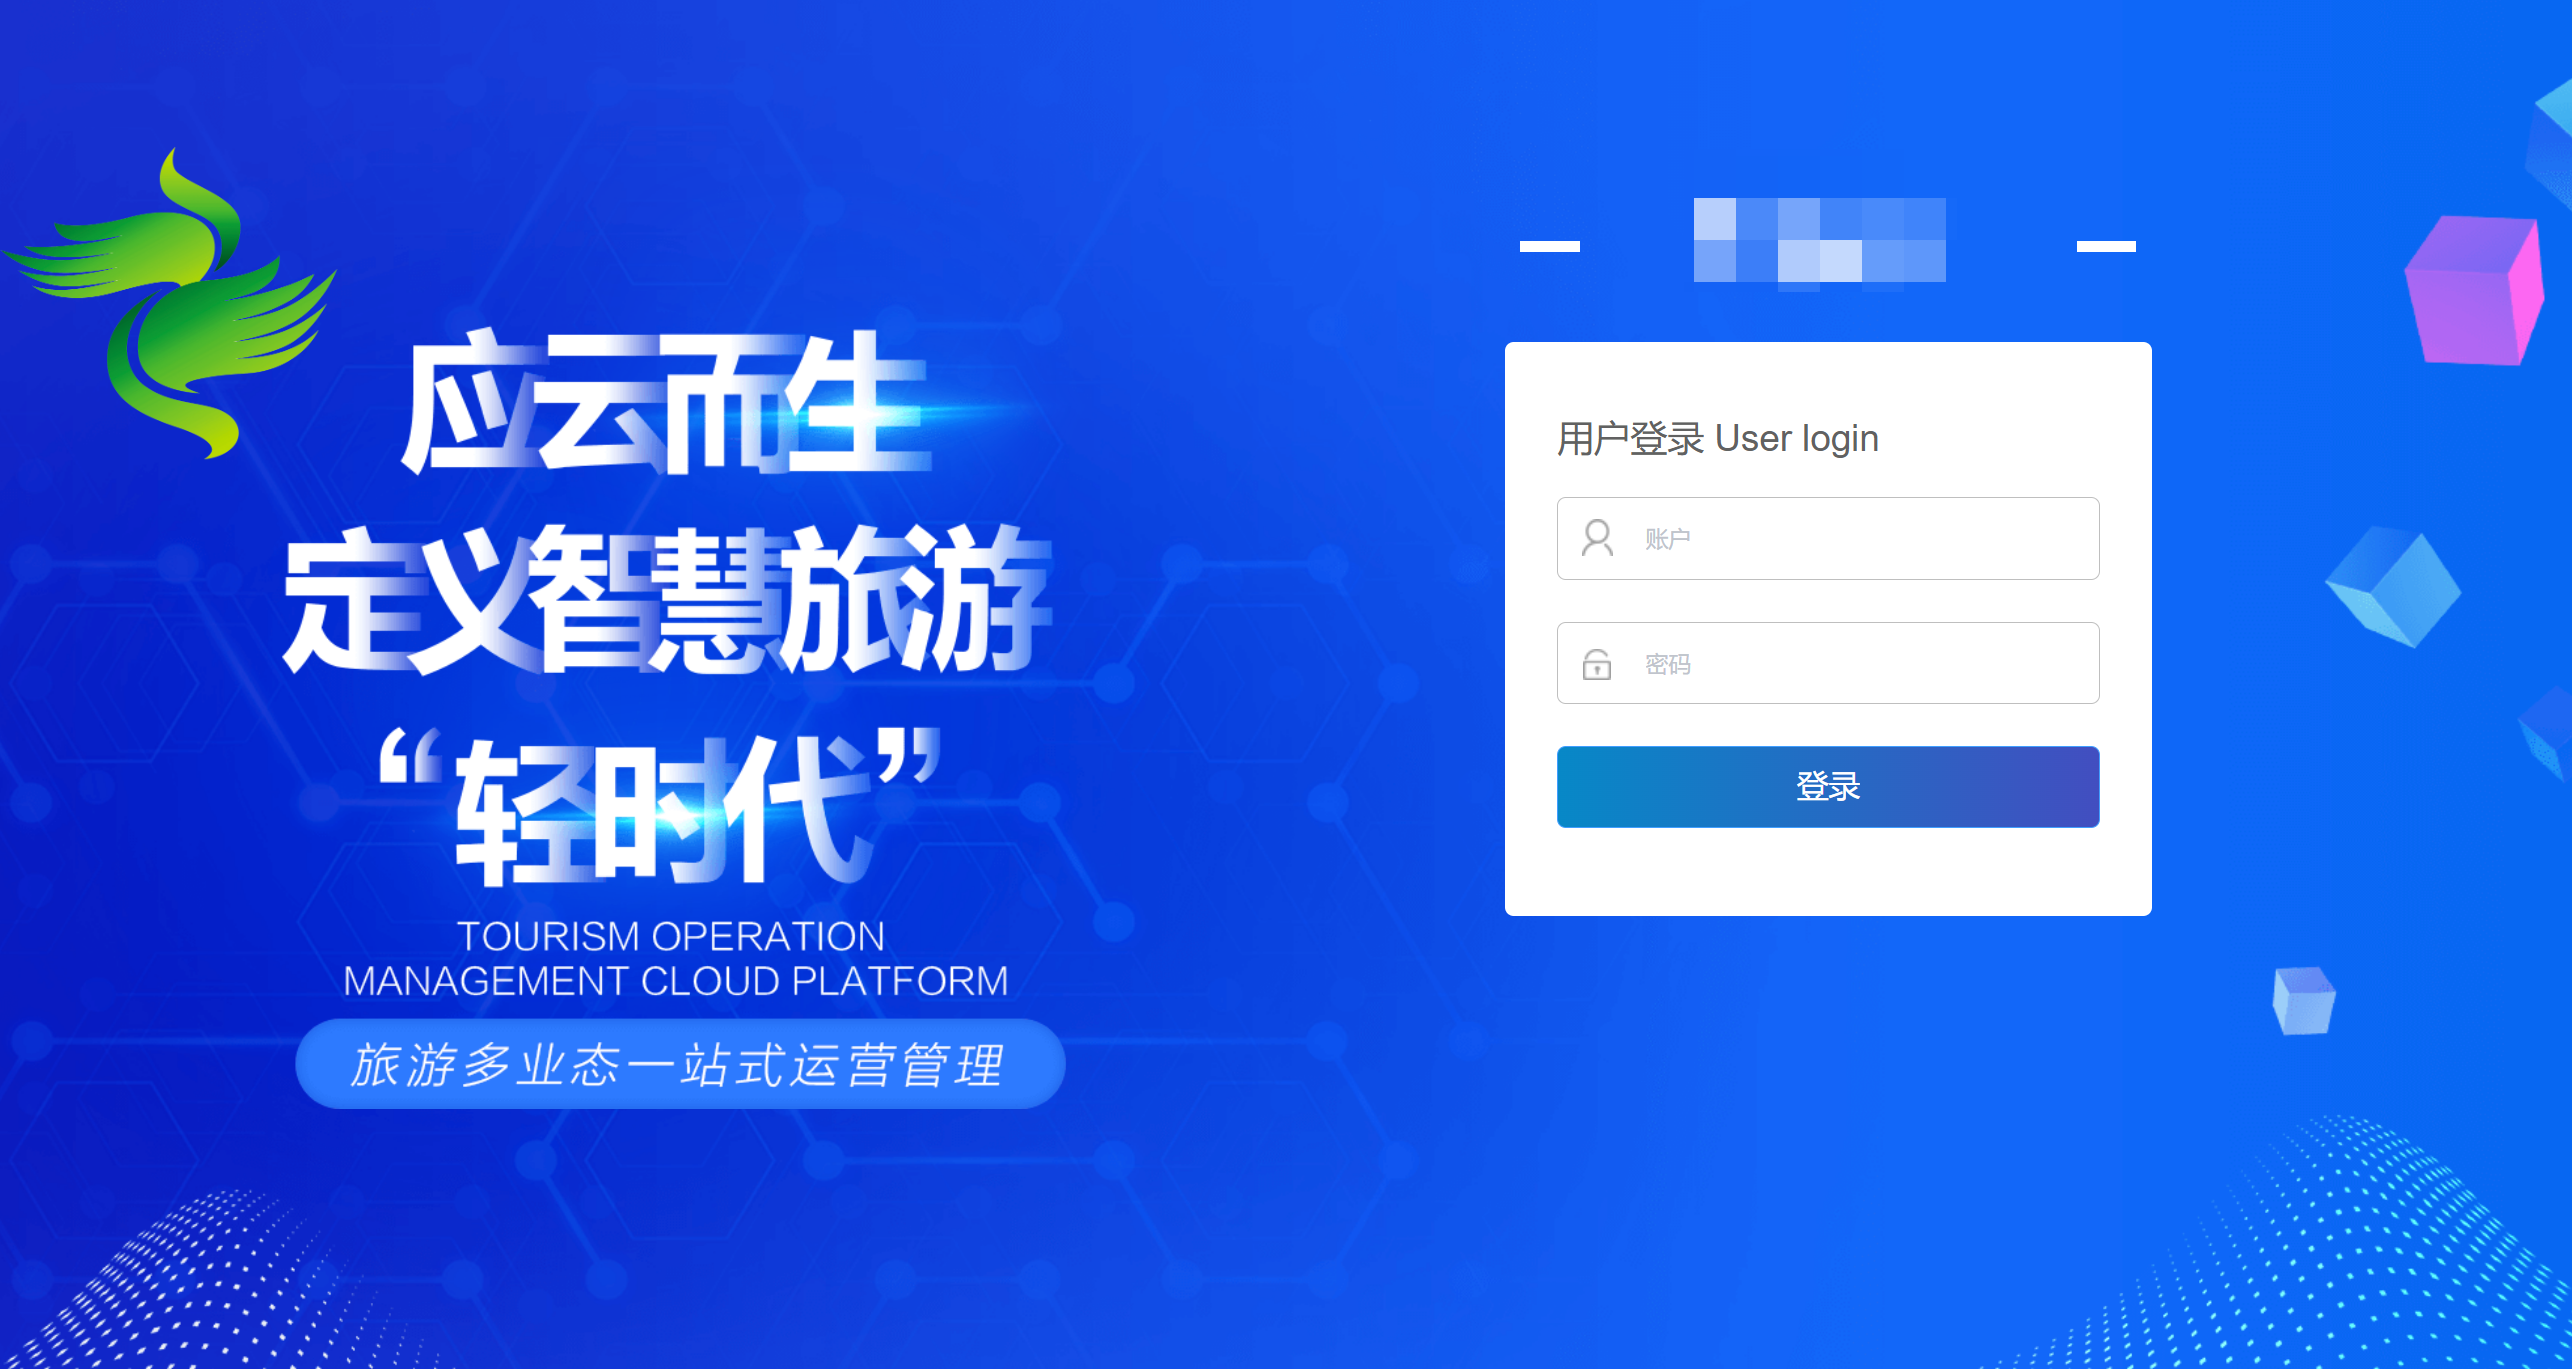 应云而生
定义智慧旅游
“轻时代”
TOURISM OPERATION
MANAGEMENT CLOUD PLATFORM
旅游多业态一站式运营管理
用户登录 User login
账户
密码
登录